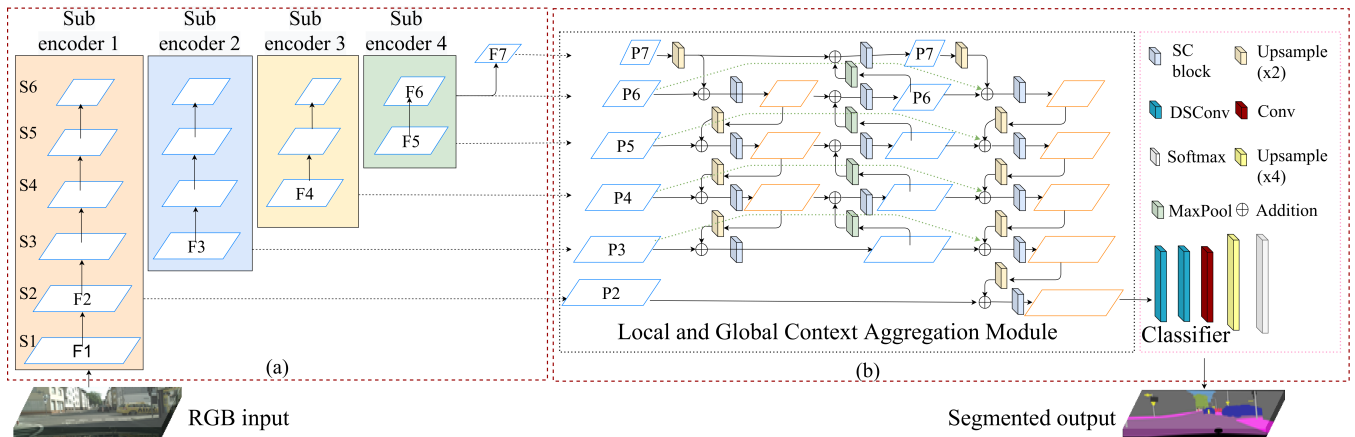 Sub
encoder 1
Sub
encoder 2
Sub
encoder 3
Sub
encoder 4
F7
S6
S5
S4
S3
S2
S1
F6
F5
F4
F3
F2
F1
(a)
RGB input
P7
P7
P6
P6
P5
P4
P3
P2
Local and Global Context Aggregation Module
(b)
SC
block
Upsample
(x2)
DSConv
Conv
Softmax
Upsample
(x4)
MaxPool
Addition
Classifier
Segmented output